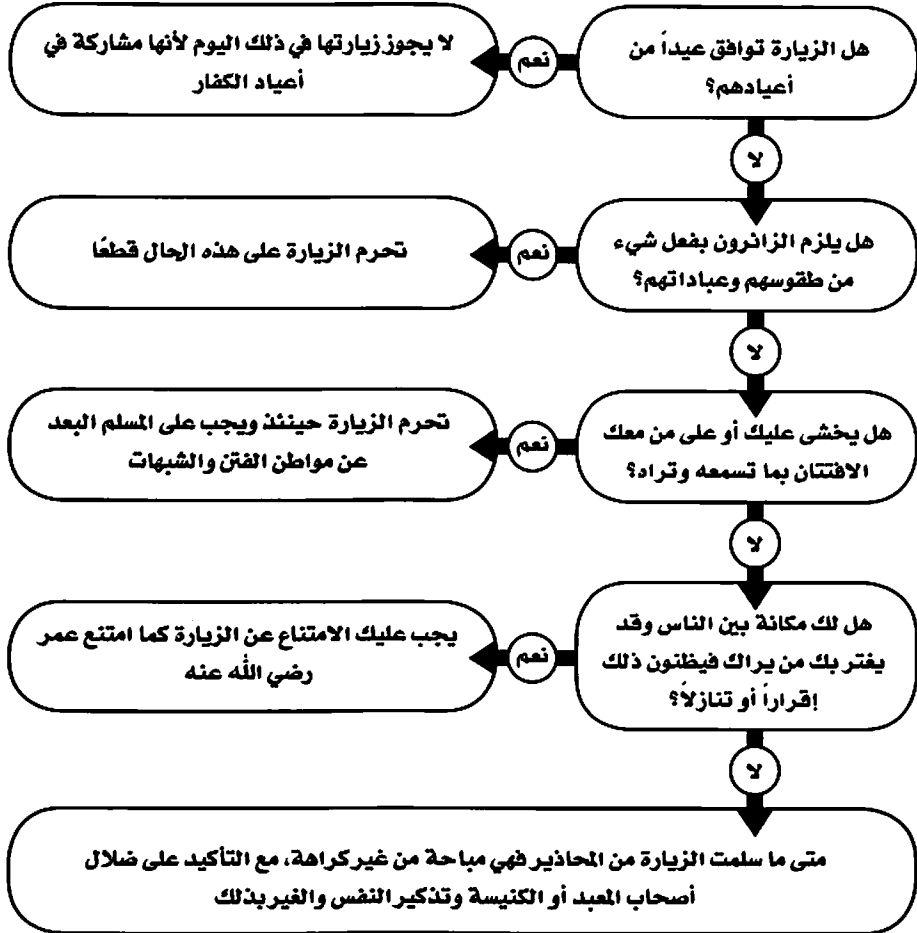 هل الزيارة توافق عيداً من
أعيادهم؟
نعم
لا يجوز زيارتها في ذلك اليوم لأنها مشاركة في
أعياد الكفار
لا
هل يلزم الزائرون بفعل شيء
من طقوسهم وعباداتهم؟
نعم
تحرم الزيارة على هذه الحال قطعًا
لا
هل يخشى عليك أو على من معك
الافتتان بما تسمعه وتراه؟
نعم
تحرم الزيارة حينئذ ويجب على المسلم البعد
عن مواطن الفتن والشبهات
لا
هل لك مكانة بين الناس وقد
يغتر بك من يراك فيظنون ذلك
إقراراً أو تنازلاً؟
نعم
يجب عليك الامتناع عن الزيارة كما امتنع عمر
رضي الله عنه
لا
متى ما سلمت الزيارة من المحاذير فهي مباحة من غير كراهة، مع التأكيد على ضلال
أصحاب المعبد أو الكنيسة وتذكير النفس والغير بذلك